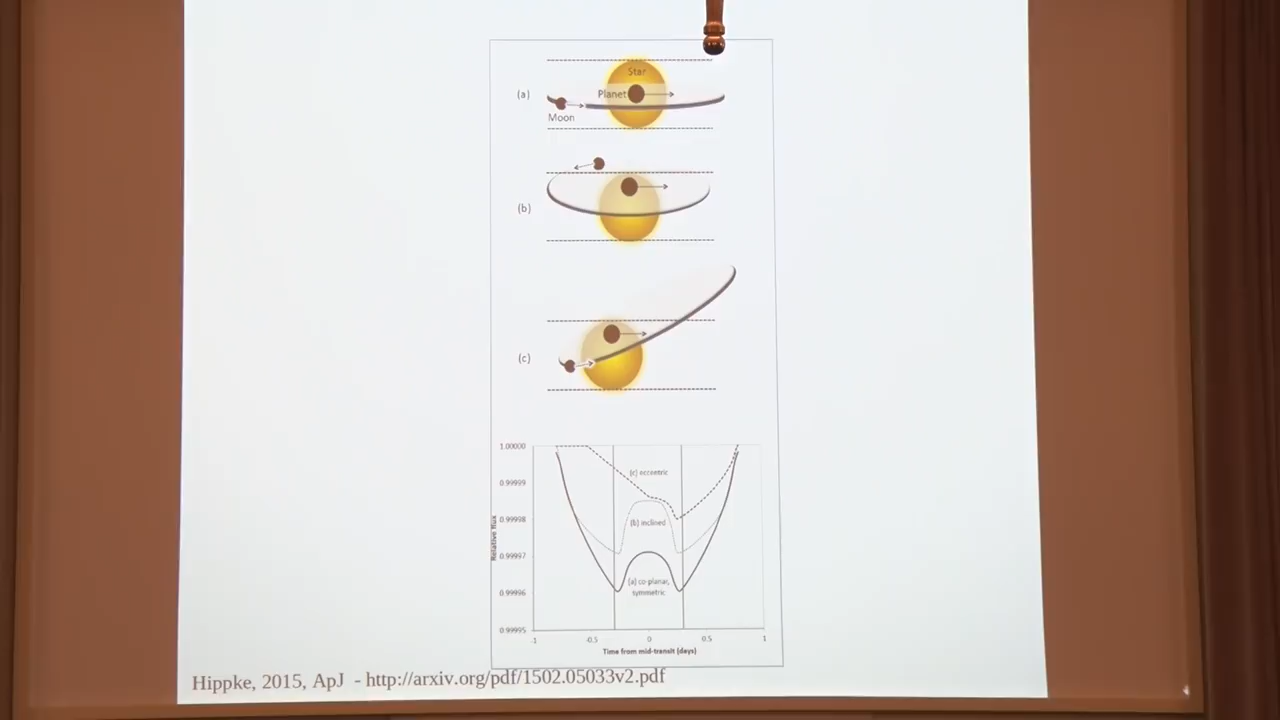 Star
(a)
Planet
Moon
(b)
(c)
1.00000
(c) eccentric
0.99999
0.99998
(b) inclined
Relative flux
0.99997
(a) co-planar,
symmetric
0.99996
0.99995
-1
-0.5
0
0.5
1
Time from mid-transit (days)
Hippke, 2015, ApJ - http://arxiv.org/pdf/1502.05033v2.pdf